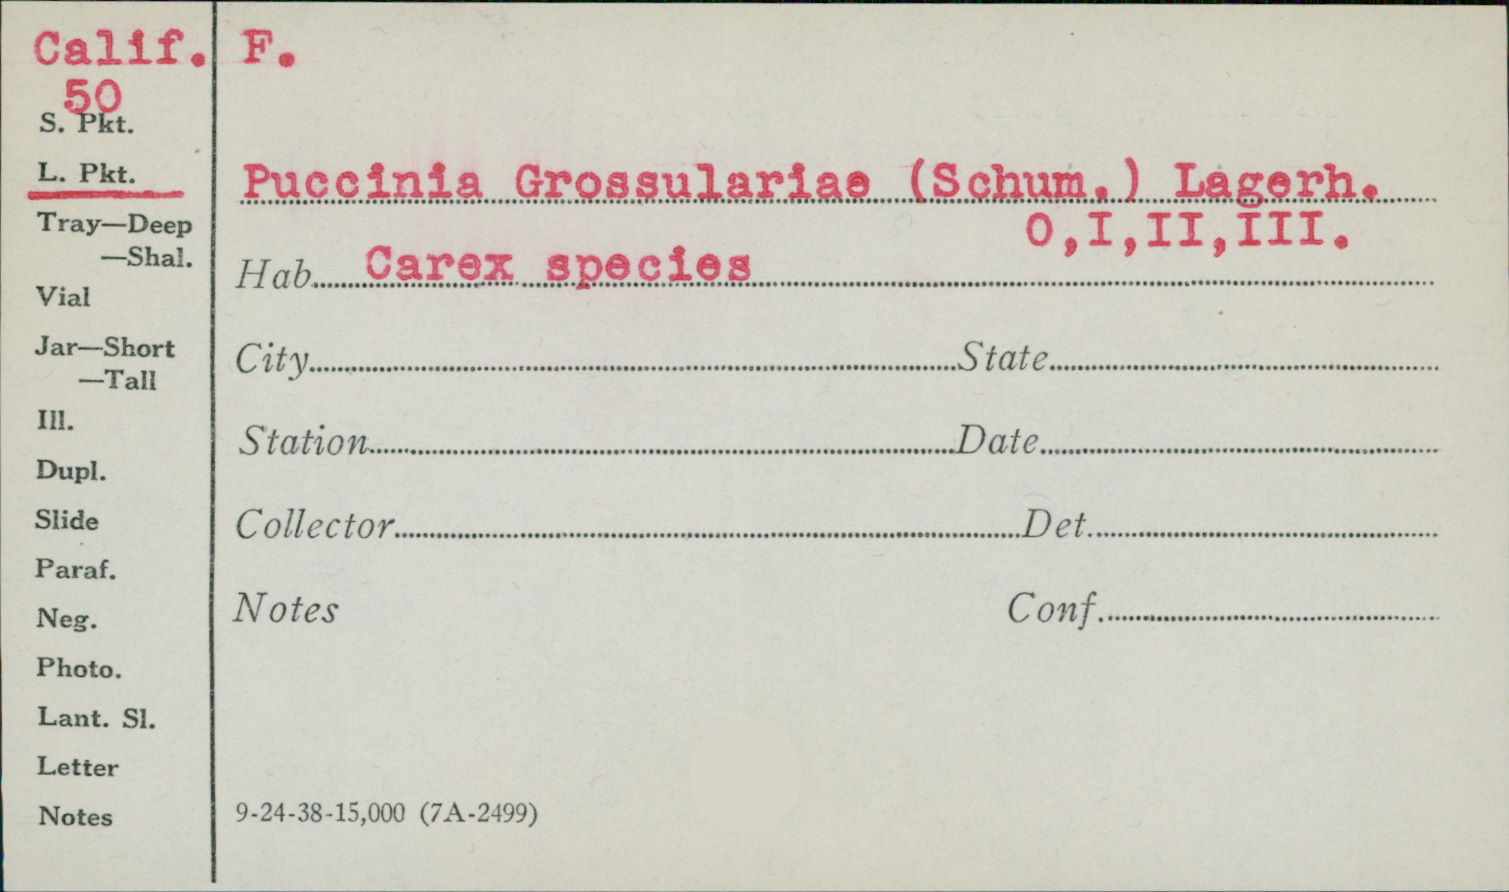 Calif.
50
S. Pkt.
L. Pkt.
Tray—Deep
—Shal.
Vial
Jar—Short
—Tall
Ill.
Dupl.
Slide
Paraf.
Neg.
Photo.
Lant. Sl.
Letter
Notes
F.
Puccinia Grossulariae (Schum.) Lagerh.
O,I,II,III.
Hab. Carex species
City State
Station Date
Collector Det.
Notes Conf.
9-24-38-15,000 (7A-2499)